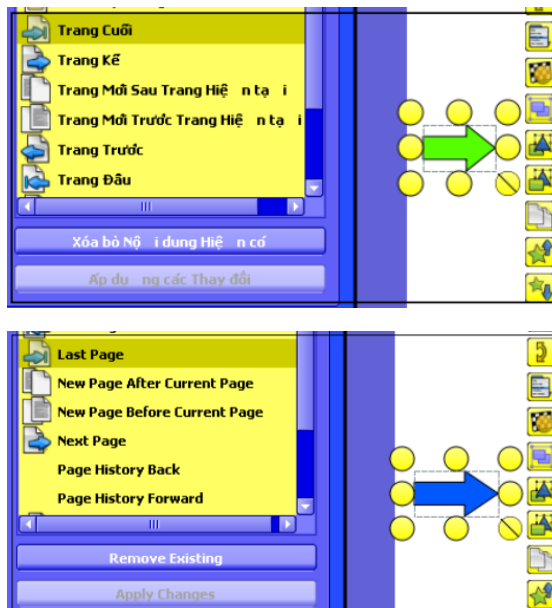 Trang Cuối
Trang Kế
Trang Mới Sau Trang Hiệ n tạ i
Trang Mới Trước Trang Hiệ n tạ i
Trang Trước
Trang Đầu
Xóa bỏ Nộ i dung Hiệ n có
Áp dụ ng các Thay đổi
Last Page
New Page After Current Page
New Page Before Current Page
Next Page
Page History Back
Page History Forward
Remove Existing
Apply Changes